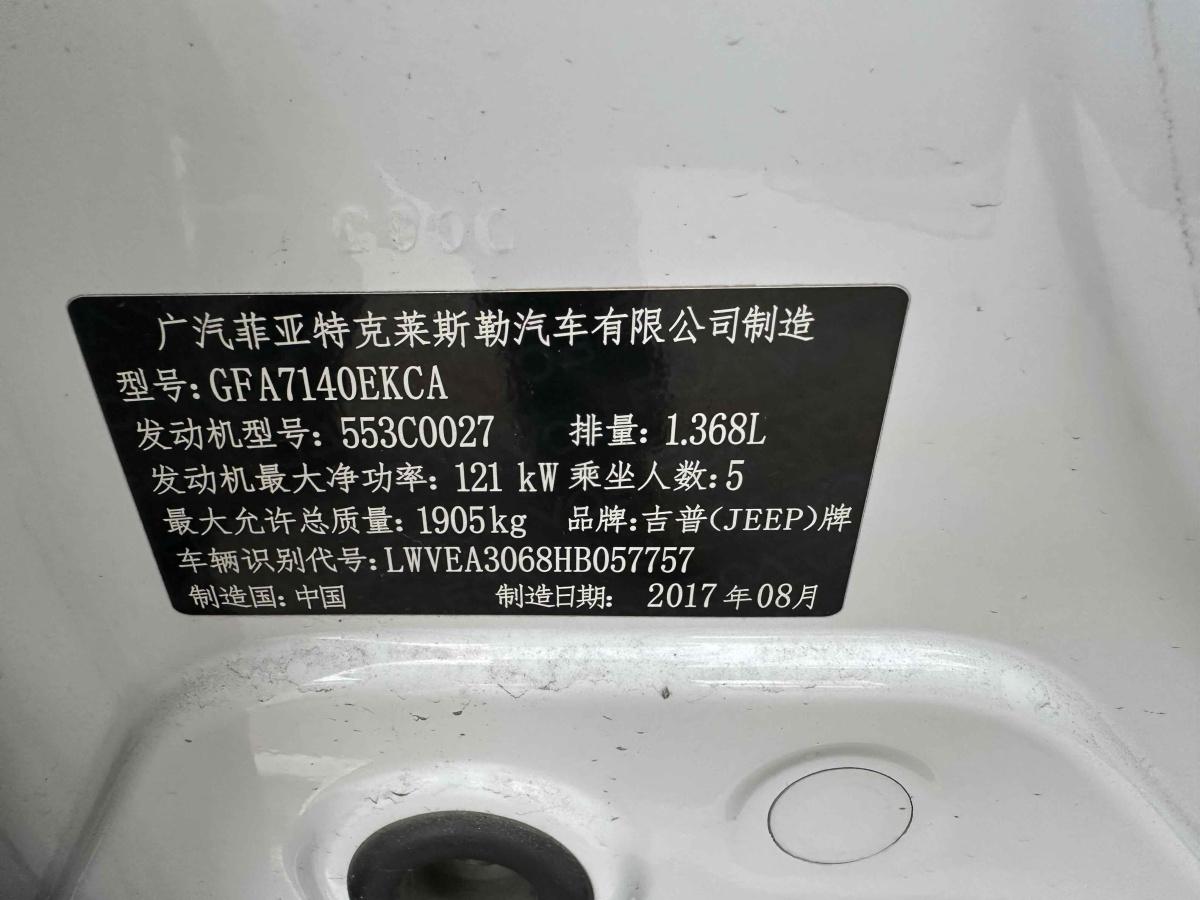 广汽菲亚特克莱斯勒汽车有限公司制造
型号：GFA7140EKCA
发动机型号：553C0027 排量：1.368L
发动机最大净功率：121 kW 乘坐人数：5
最大允许总质量：1905kg 品牌：吉普(JEEP)牌
车辆识别代号：LWVEA3068HB057757
制造国：中国 制造日期： 2017年08月